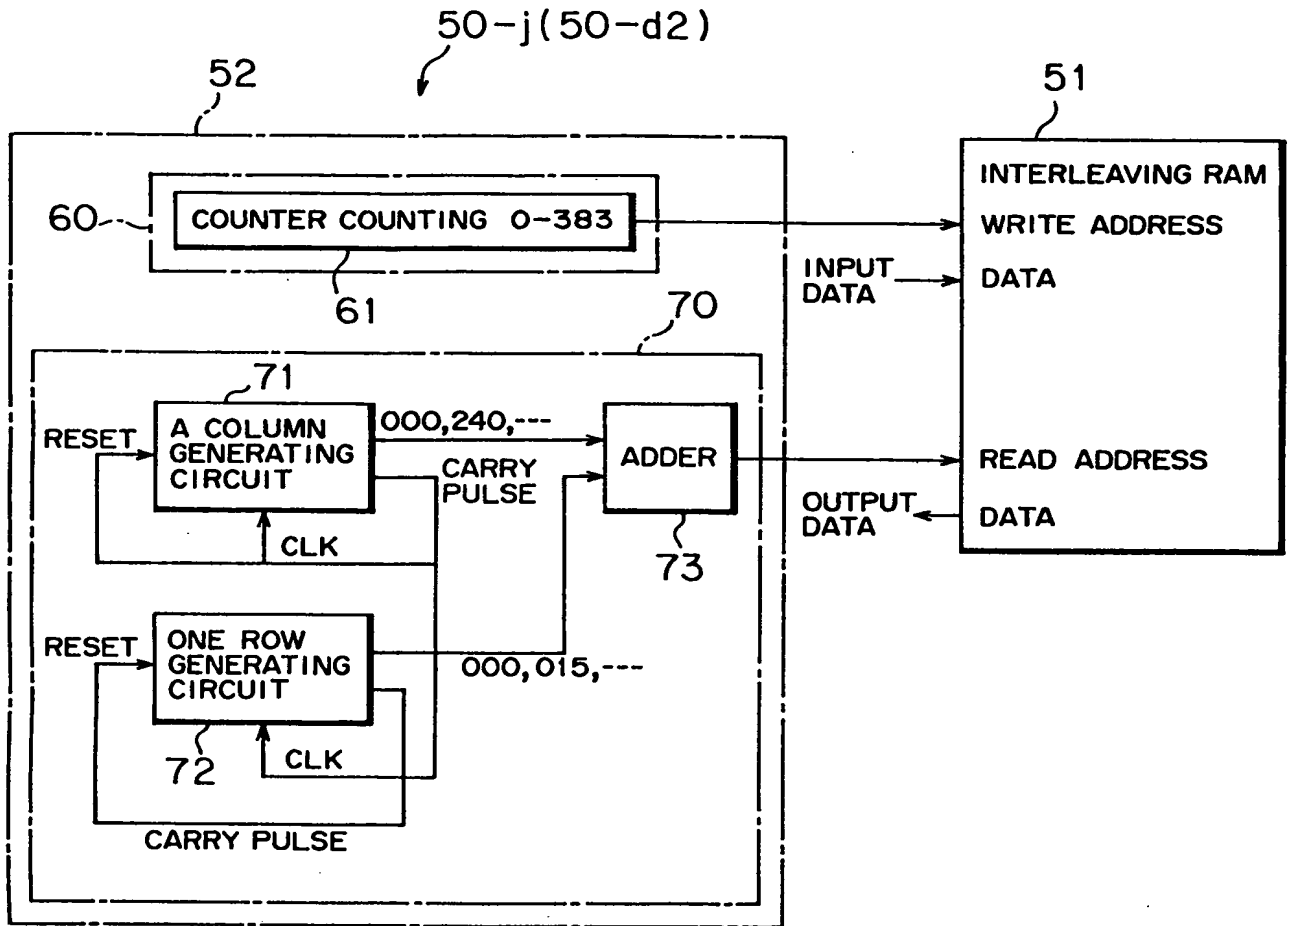 50-j(50-d2)
52
51
INTERLEAVING RAM
60
COUNTER COUNTING 0-383
WRITE ADDRESS
61
INPUT
DATA
DATA
70
71
RESET
A COLUMN
GENERATING
CIRCUIT
000,240,---
CARRY
PULSE
ADDER
READ ADDRESS
OUTPUT
DATA
DATA
CLK
73
RESET
ONE ROW
GENERATING
CIRCUIT
000,015,---
72
CLK
CARRY PULSE